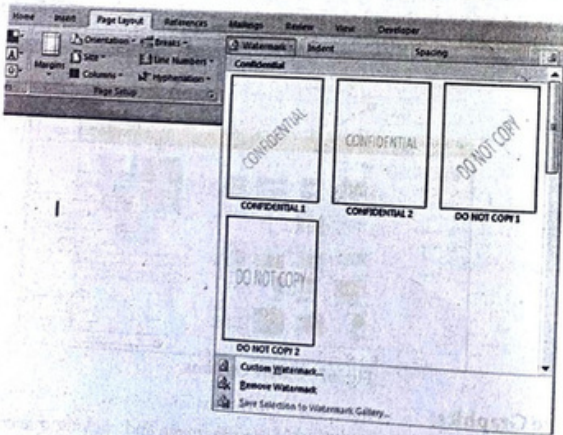 Home Insert Page Layout References Mailings Review View Developer
Margins
Orientation
Size
Columns
Breaks
Line Numbers
Hyphenation
Page Setup
Watermark Indent Spacing
Confidential
CONFIDENTIAL CONFIDENTIAL DO NOT COPY
CONFIDENTIAL 1 CONFIDENTIAL 2 DO NOT COPY 1
DO NOT COPY
DO NOT COPY 2
Custom Watermark...
Remove Watermark
Save Selection to Watermark Gallery...